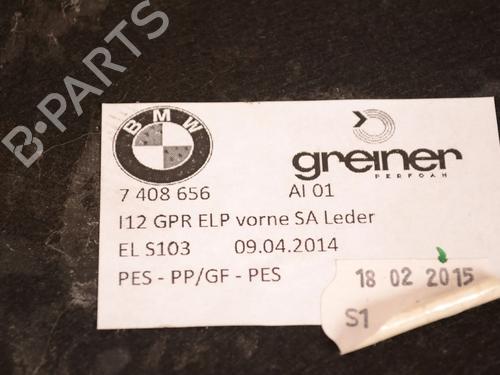 B-PARTS
BMW
greiner
PERFOAM
7 408 656 AI 01
I12 GPR ELP vorne SA Leder
EL S103 09.04.2014
PES - PP/GF - PES
18 02 2015
S1